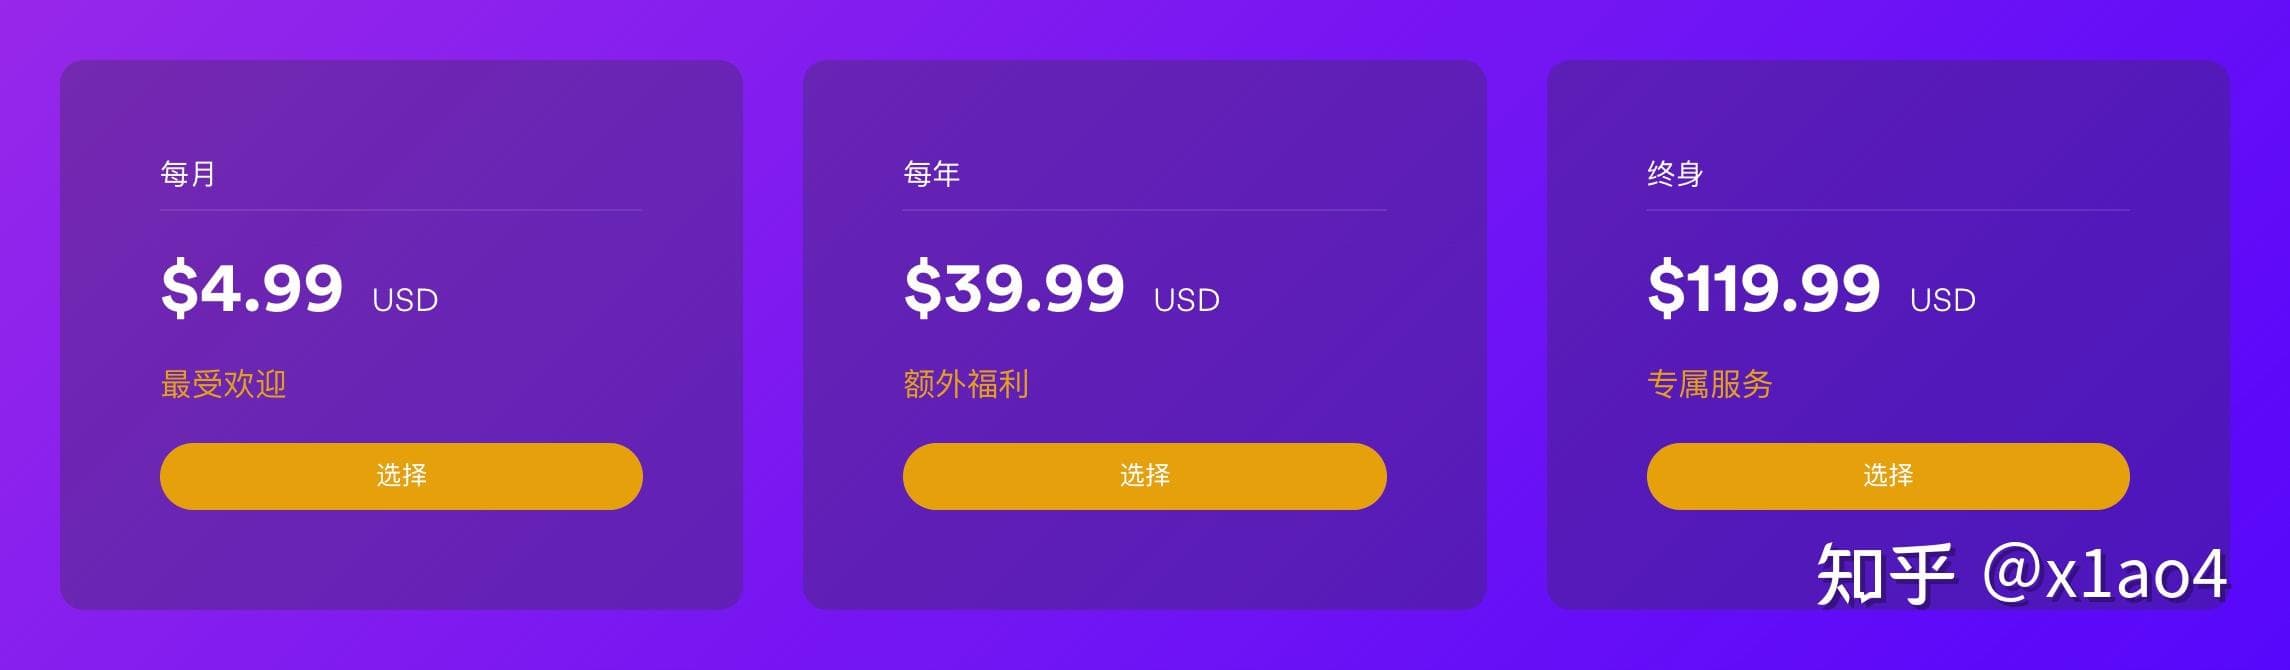 每月
$4.99 USD
最受欢迎
选择
每年
$39.99 USD
额外福利
选择
终身
$119.99 USD
专属服务
选择
知乎 @x1ao4